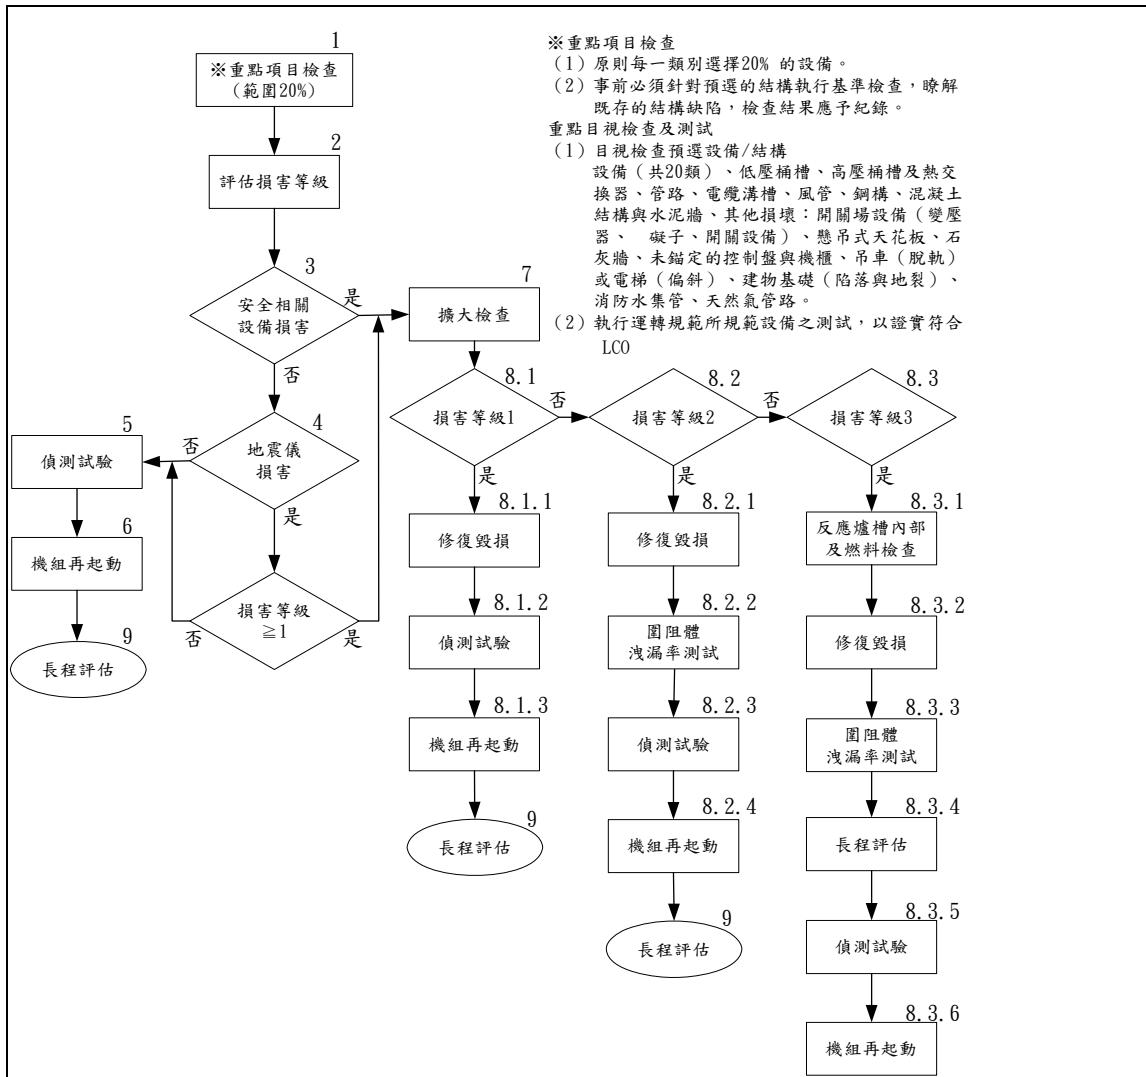 1
※重點項目檢查
(範圍20%)
2
評估損害等級
3
安全相關
設備損害
是
否
4
地震儀
損害
否
是
5
偵測試驗
6
機組再起動
9
長程評估
損害等級
≧1
否
是
※重點項目檢查
(1) 原則每一類別選擇20% 的設備。
(2) 事前必須針對預選的結構執行基準檢查，瞭解
既存的結構缺陷，檢查結果應予紀錄。
重點目視檢查及測試
(1) 目視檢查預選設備/結構
設備（共20類）、低壓桶槽、高壓桶槽及熱交
換器、管路、電纜溝槽、風管、鋼構、混凝土
結構與水泥牆、其他損壞：開關場設備（變壓
器、　礙子、開關設備）、懸吊式天花板、石
灰牆、未錨定的控制盤與機櫃、吊車（脫軌）
或電梯（偏斜）、建物基礎（陷落與地裂）、
消防水集管、天然氣管路。
(2) 執行運轉規範所規範設備之測試，以證實符合
LCO
7
擴大檢查
8.1
損害等級1
否
是
8.1.1
修復毀損
8.1.2
偵測試驗
8.1.3
機組再起動
9
長程評估
8.2
損害等級2
否
是
8.2.1
修復毀損
8.2.2
圍阻體
洩漏率測試
8.2.3
偵測試驗
8.2.4
機組再起動
9
長程評估
8.3
損害等級3
是
8.3.1
反應爐槽內部
及燃料檢查
8.3.2
修復毀損
8.3.3
圍阻體
洩漏率測試
8.3.4
長程評估
8.3.5
偵測試驗
8.3.6
機組再起動